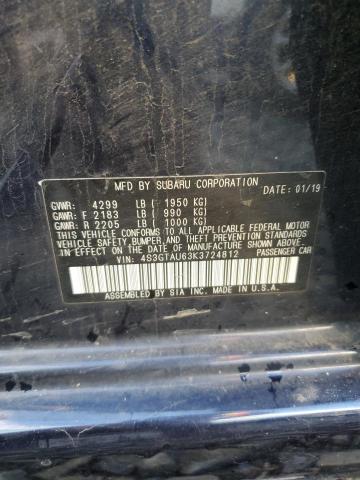 MFD BY SUBARU CORPORATION DATE: 01/19
GVWR: 4299 LB ( 1950 KG)
GAWR: F 2183 LB ( 990 KG)
GAWR: R 2205 LB ( 1000 KG)
THIS VEHICLE CONFORMS TO ALL APPLICABLE FEDERAL MOTOR
VEHICLE SAFETY,BUMPER,AND THEFT PREVENTION STANDARDS
IN EFFECT ON THE DATE OF MANUFACTURE SHOWN ABOVE.
VIN: 4S3GTAU63K3724812 PASSENGER CAR
ASSEMBLED BY SIA INC. MADE IN U.S.A.